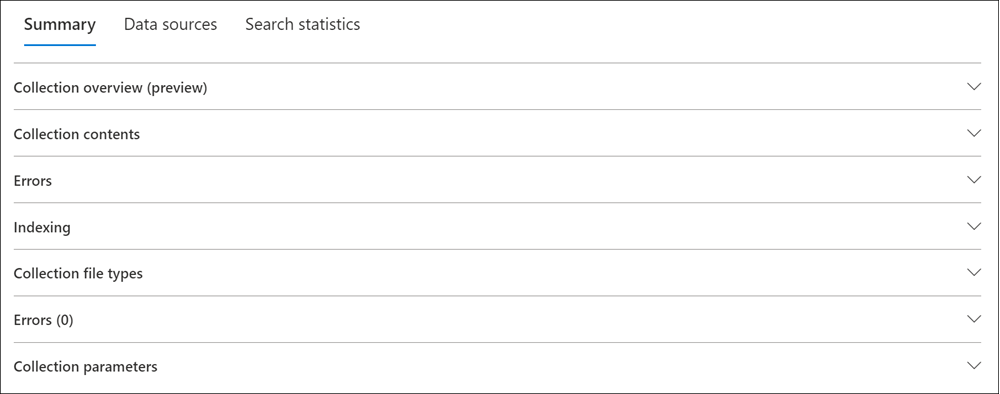 Summary Data sources Search statistics
Collection overview (preview)
Collection contents
Errors
Indexing
Collection file types
Errors (0)
Collection parameters